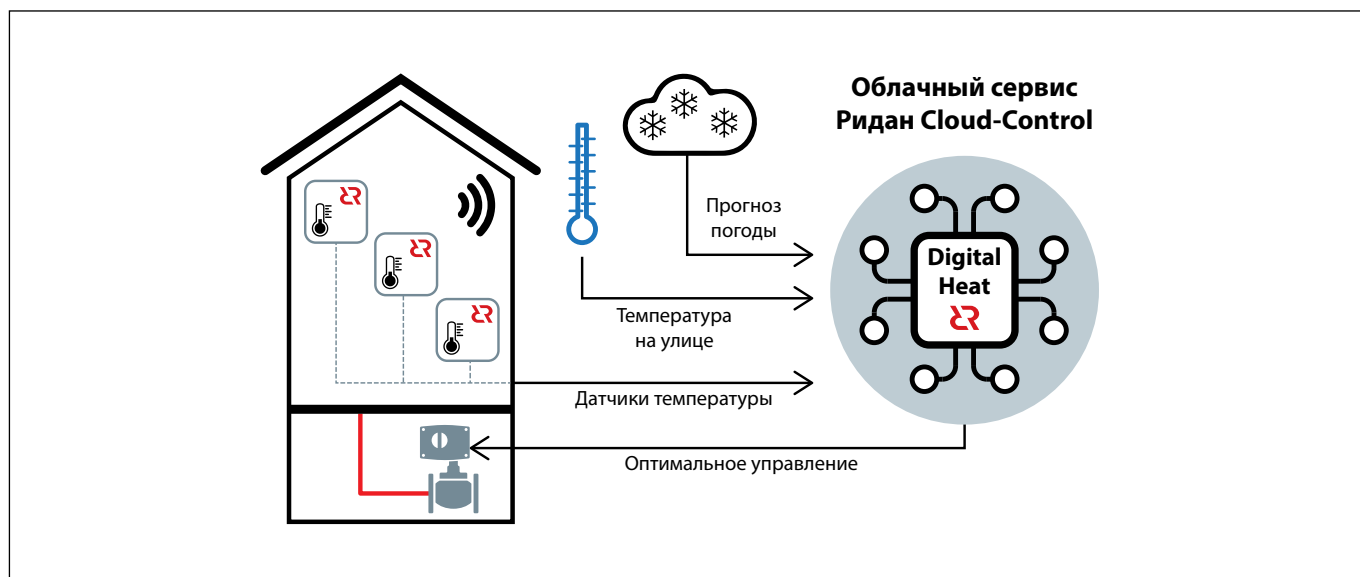 Облачный сервис
Ридан Cloud-Control
Прогноз
погоды
Digital
Heat
Температура
на улице
Датчики температуры
Оптимальное управление